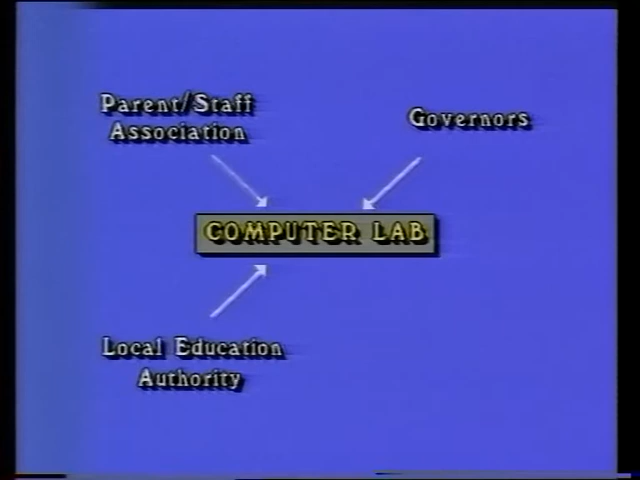 Parent/Staff
Association
Governors
COMPUTER LAB
Local Education
Authority